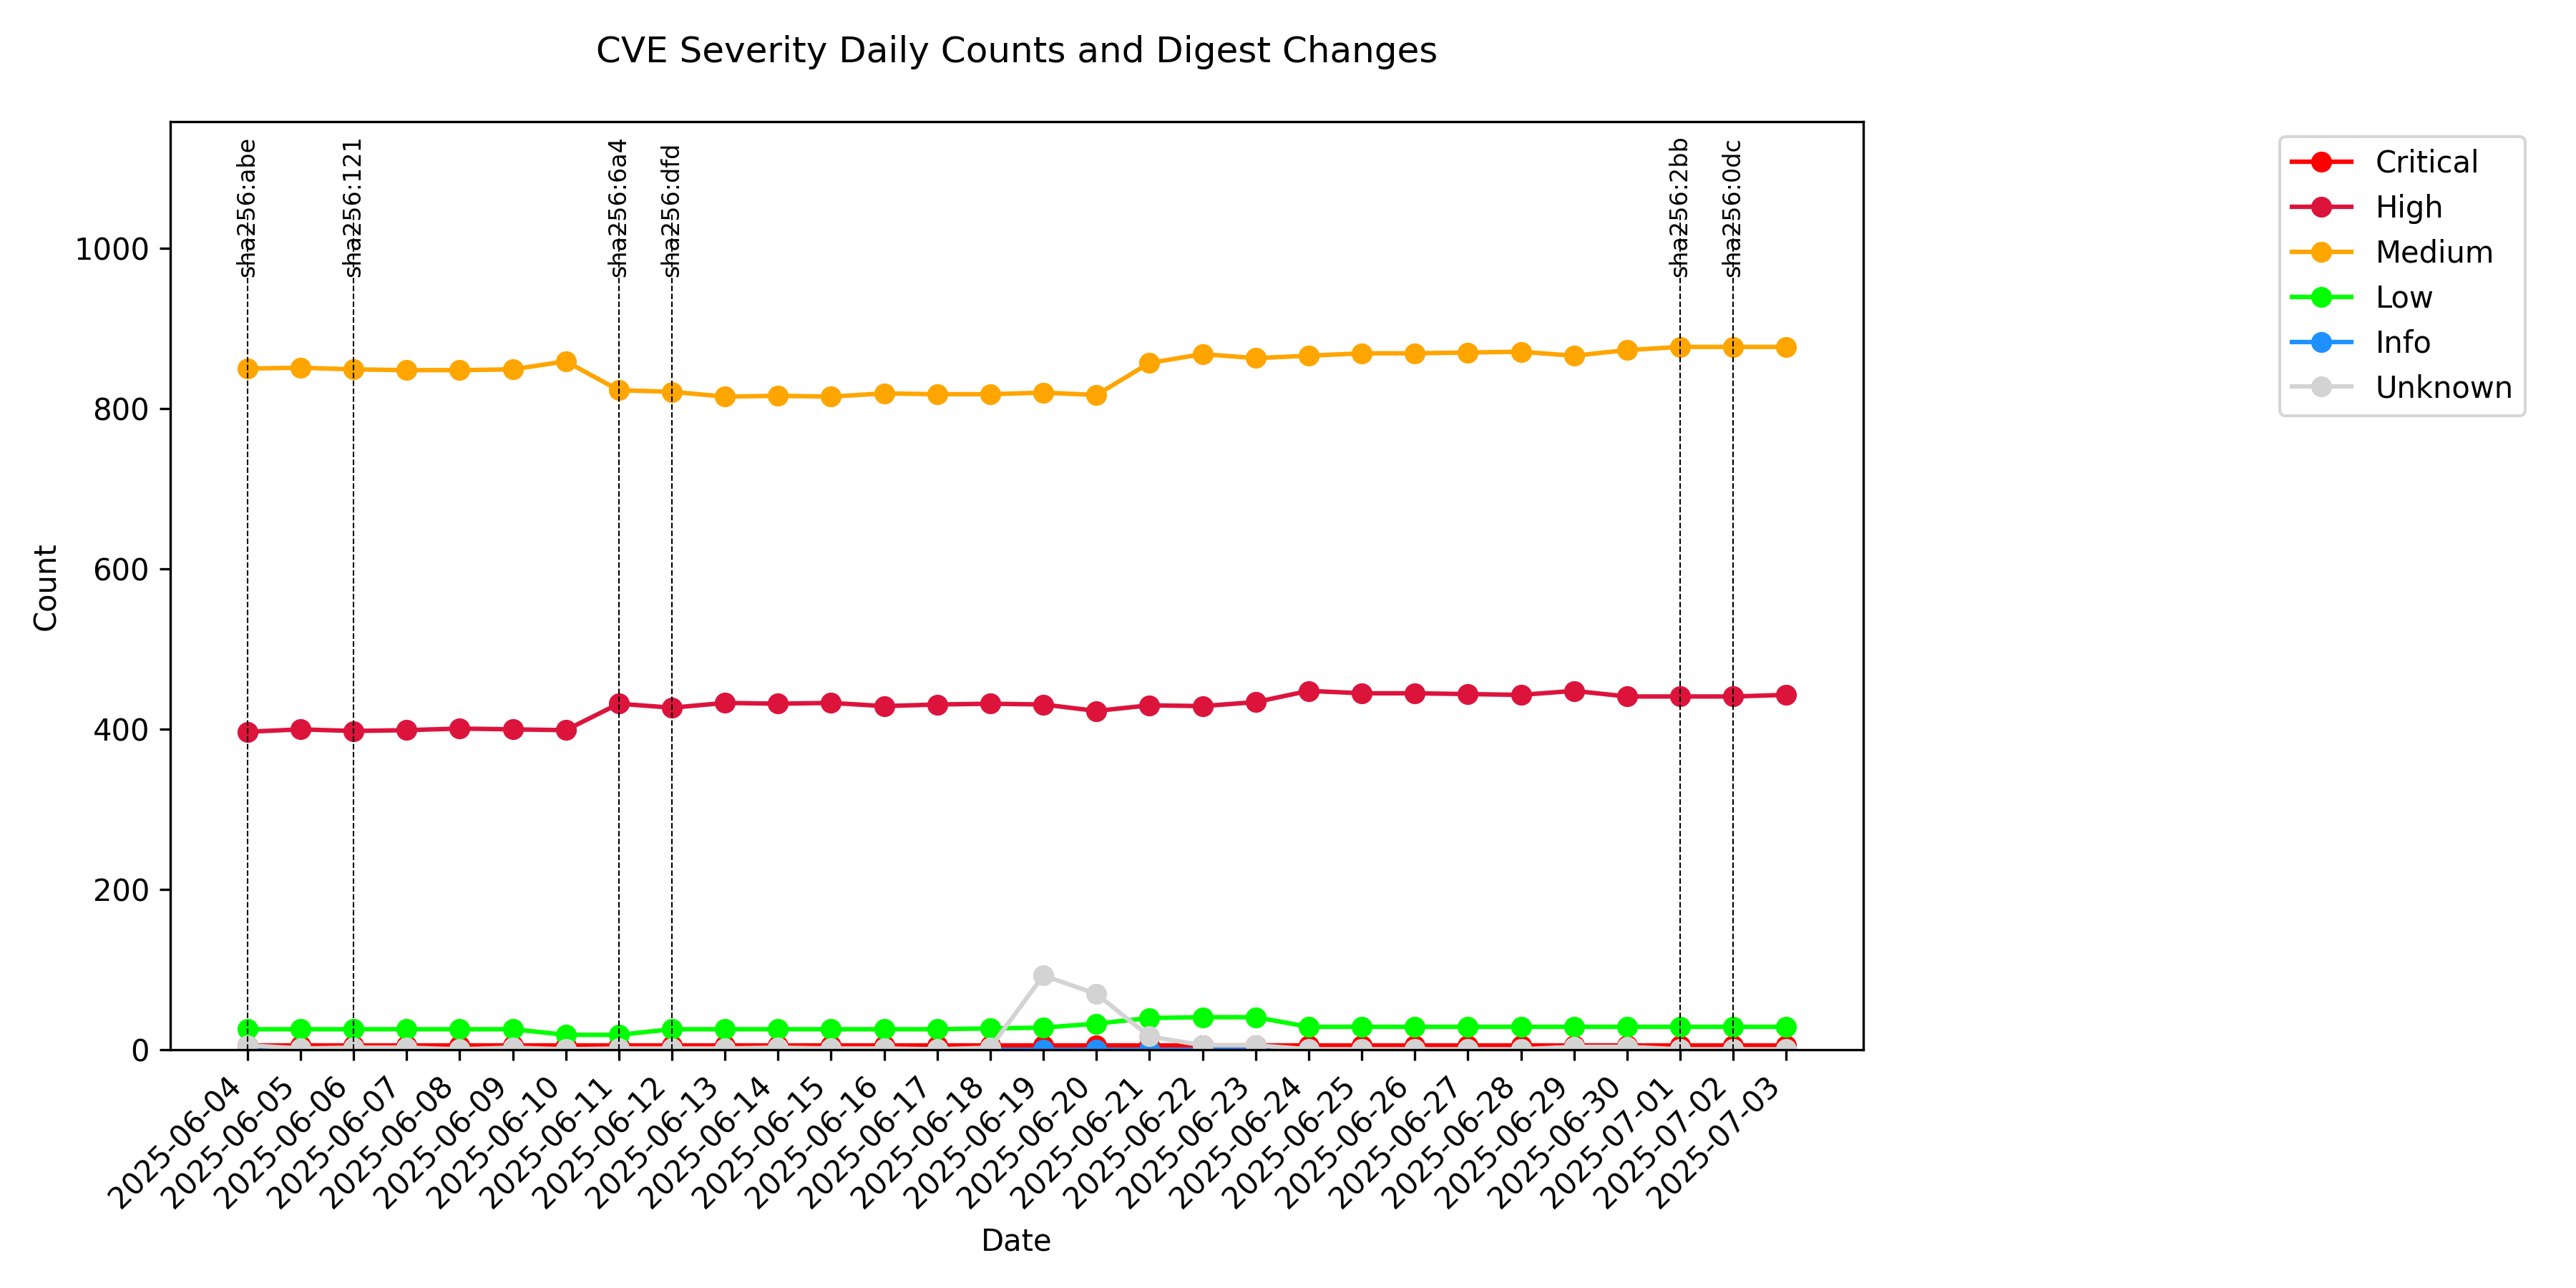 CVE Severity Daily Counts and Digest Changes
sha256:abe
sha256:121
sha256:6a4
sha256:dfd
sha256:2bb
sha256:0dc
Critical
High
Medium
Low
Info
Unknown
Count
1000
800
600
400
200
0
2025-06-04
2025-06-05
2025-06-06
2025-06-07
2025-06-08
2025-06-09
2025-06-10
2025-06-11
2025-06-12
2025-06-13
2025-06-14
2025-06-15
2025-06-16
2025-06-17
2025-06-18
2025-06-19
2025-06-20
2025-06-21
2025-06-22
2025-06-23
2025-06-24
2025-06-25
2025-06-26
2025-06-27
2025-06-28
2025-06-29
2025-06-30
2025-07-01
2025-07-02
2025-07-03
Date